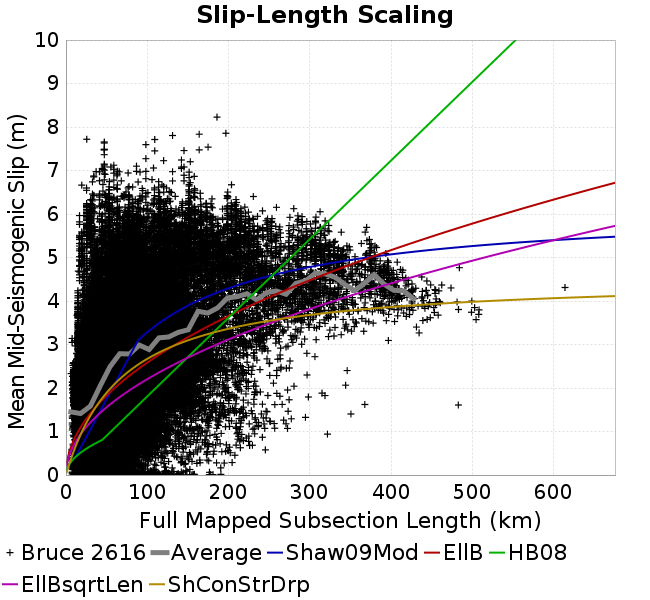 Slip-Length Scaling
Mean Mid-Seismogenic Slip (m)
10
9
8
7
6
5
4
3
2
1
0
0 100 200 300 400 500 600
Full Mapped Subsection Length (km)
Bruce 2616 Average Shaw09Mod EllB HB08
EllBsqrtLen ShConStrDrp